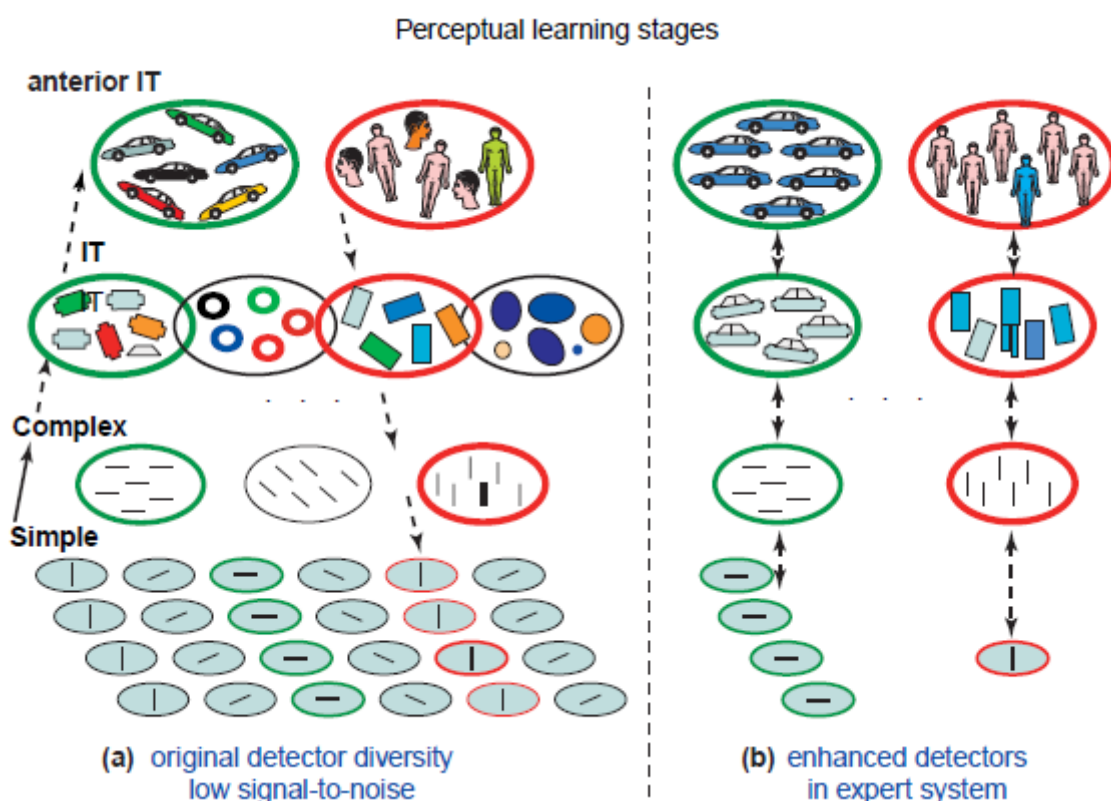 Perceptual learning stages
anterior IT
IT
T
Complex
Simple
(a) original detector diversity
low signal-to-noise
(b) enhanced detectors
in expert system